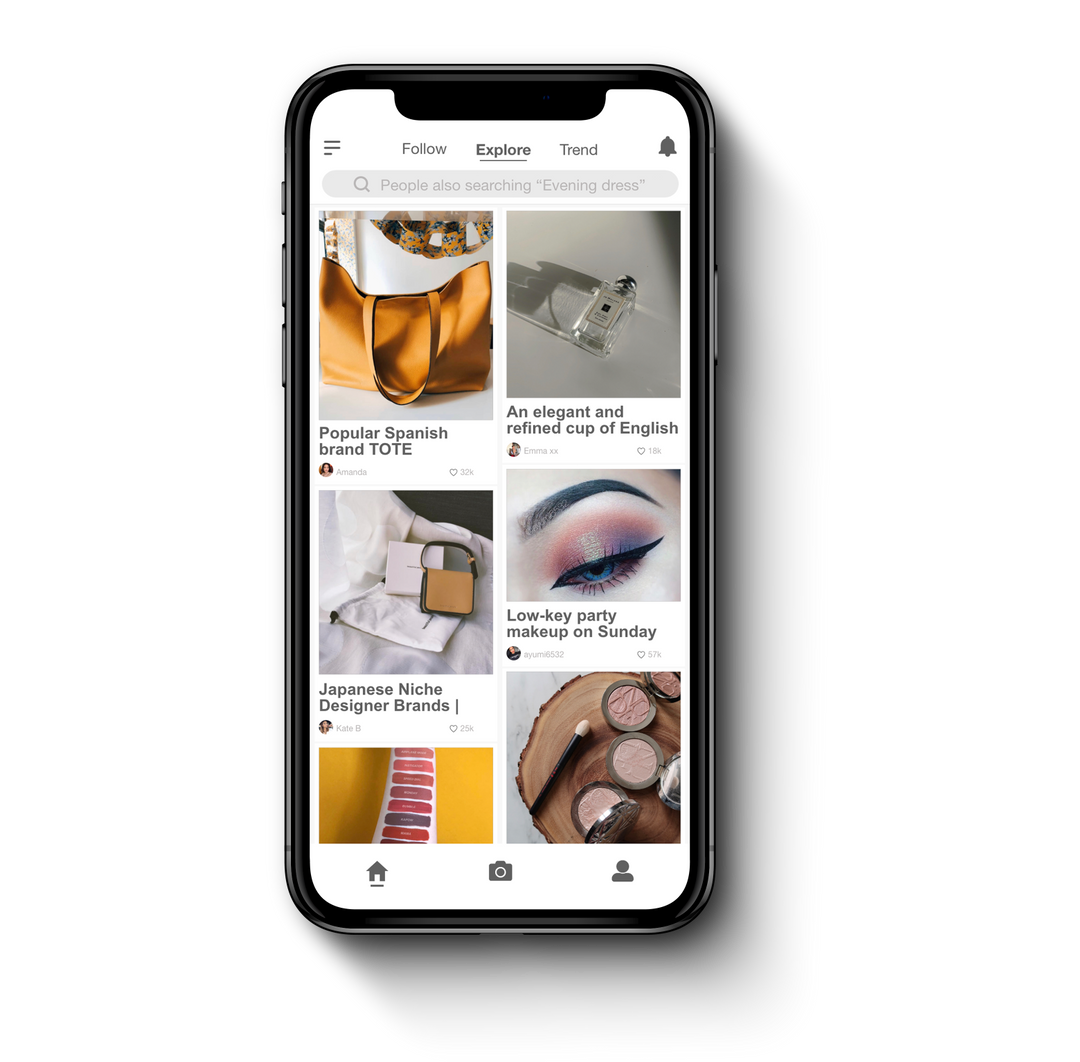 Follow
Explore
Trend
People also searching “Evening dress”
Popular Spanish
brand TOTE
Amanda
32k
An elegant and
refined cup of English
Emma xx
18k
Japanese Niche
Designer Brands |
Kate B
25k
Low-key party
makeup on Sunday
ayumi6532
57k